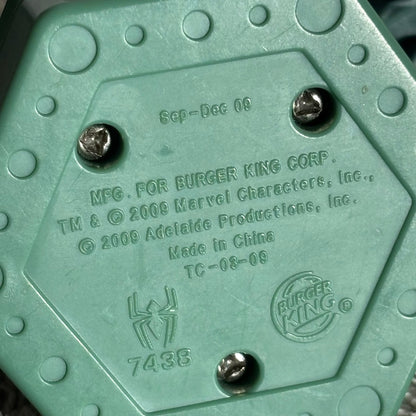 Sep-Dec 09
MFG. FOR BURGER KING CORP.
TM & © 2009 Marvel Characters, Inc.,
© 2009 Adelaide Productions, Inc.
Made in China
TC-03-09
BURGER
KING ©
7438